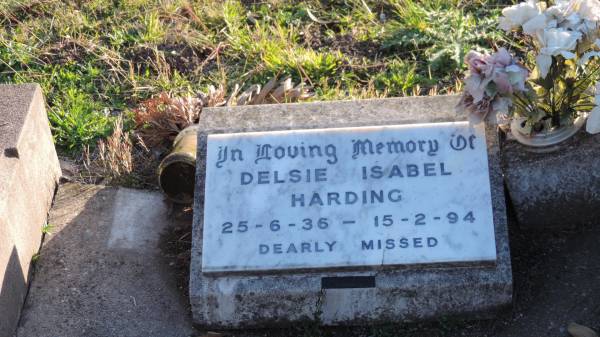 In Loving Memory Of
DELSIE ISABEL
HARDING
25-6-36 - 15-2-94
DEARLY MISSED